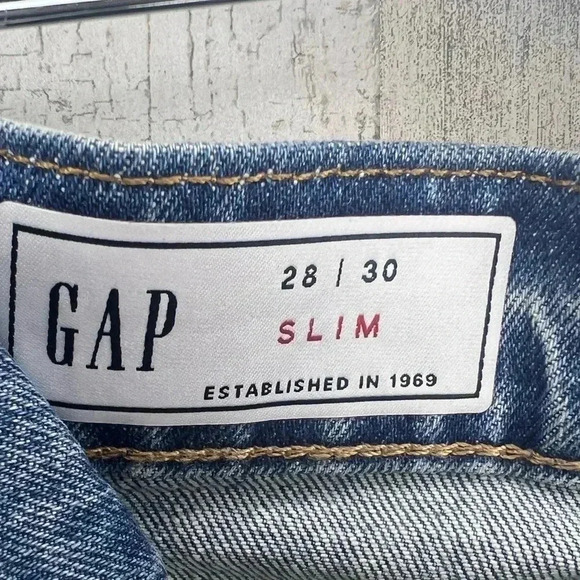 GAP
28 | 30
SLIM
ESTABLISHED IN 1969